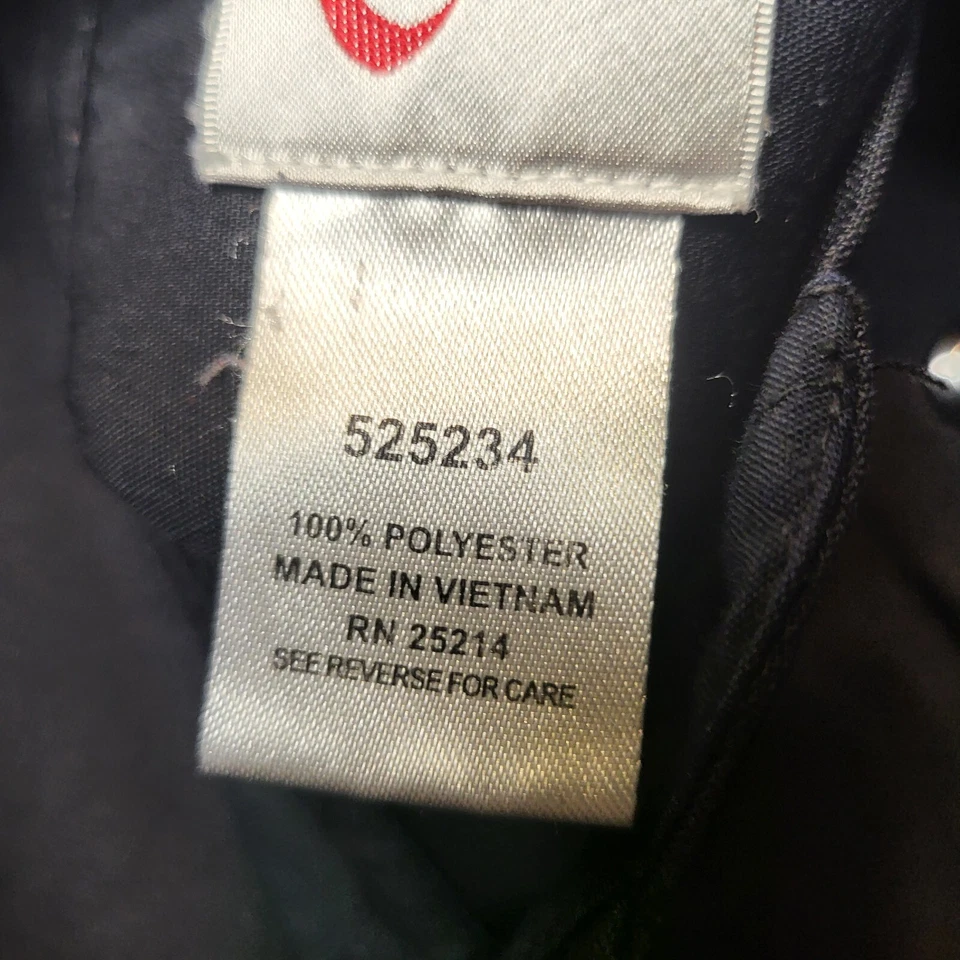 525234
100% POLYESTER
MADE IN VIETNAM
RN 25214
SEE REVERSE FOR CARE